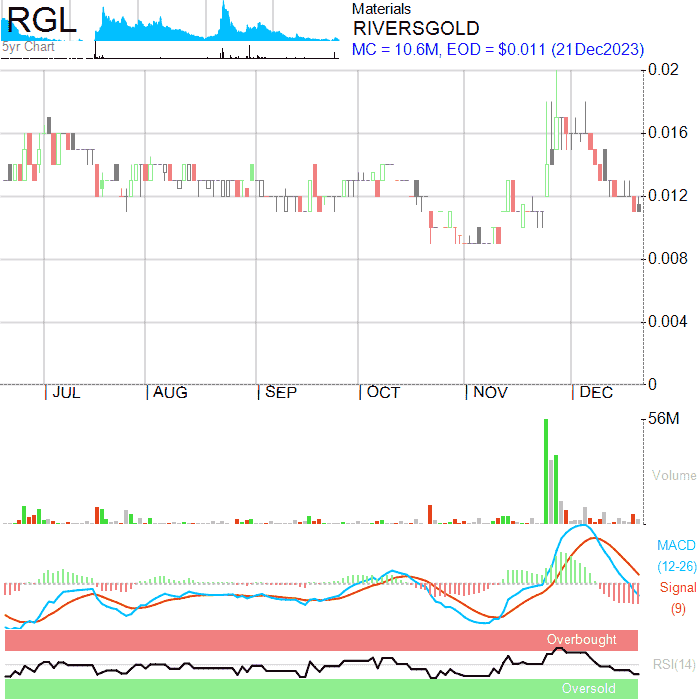 RGL
5yr Chart
Materials
RIVERSGOLD
MC = 10.6M, EOD = $0.011 (21Dec2023)
0.02
0.016
0.012
0.008
0.004
0
JUL AUG SEP OCT NOV DEC
56M
Volume
MACD
(12-26)
Signal
(9)
Overbought
RSI(14)
Oversold